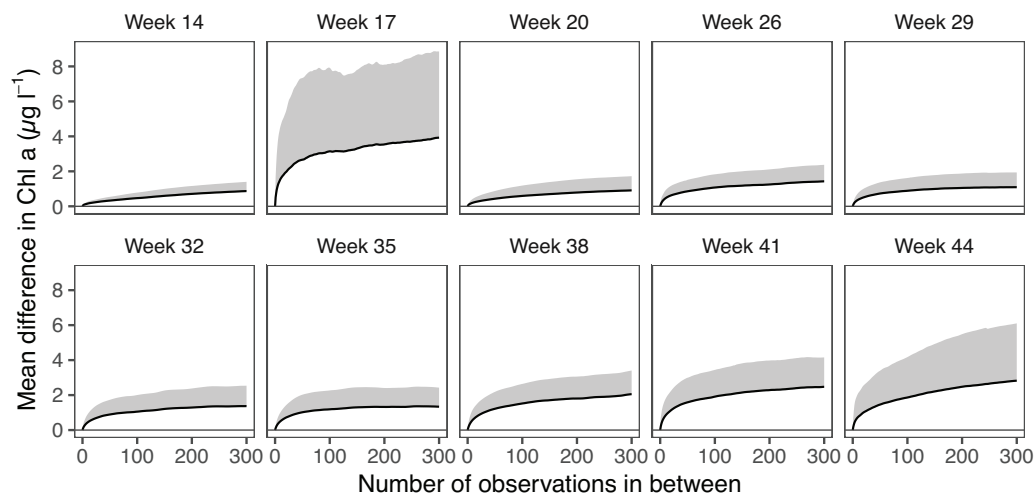 Week 14 Week 17 Week 20 Week 26 Week 29
8
6
4
2
0
Week 32 Week 35 Week 38 Week 41 Week 44
8
6
4
2
0
0 100 200 300 0 100 200 300 0 100 200 300 0 100 200 300 0 100 200 300
Number of observations in between
Mean difference in Chl a (µg l⁻¹)